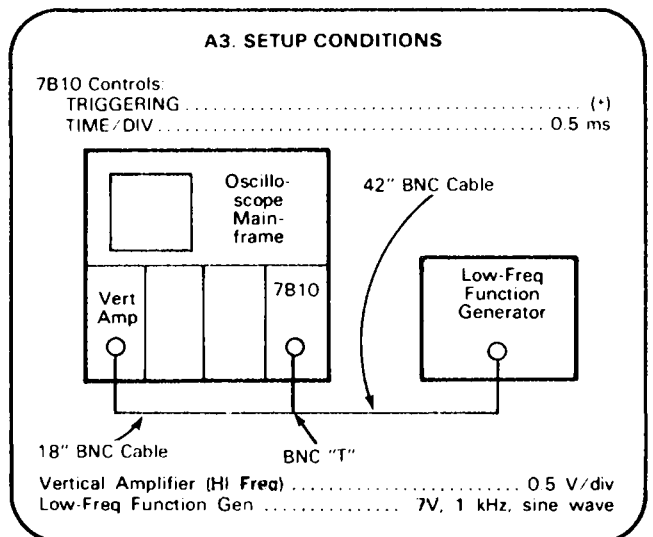 A3. SETUP CONDITIONS
7B10 Controls:
TRIGGERING ........................................ (+)
TIME/DIV ........................................ 0.5 ms
Oscillo-
scope
Main-
frame
42" BNC Cable
Vert
Amp
7B10
Low-Freq
Function
Generator
18" BNC Cable
BNC "T"
Vertical Amplifier (HI Freq) ........................ 0.5 V/div
Low-Freq Function Gen ............... 7V, 1 kHz, sine wave